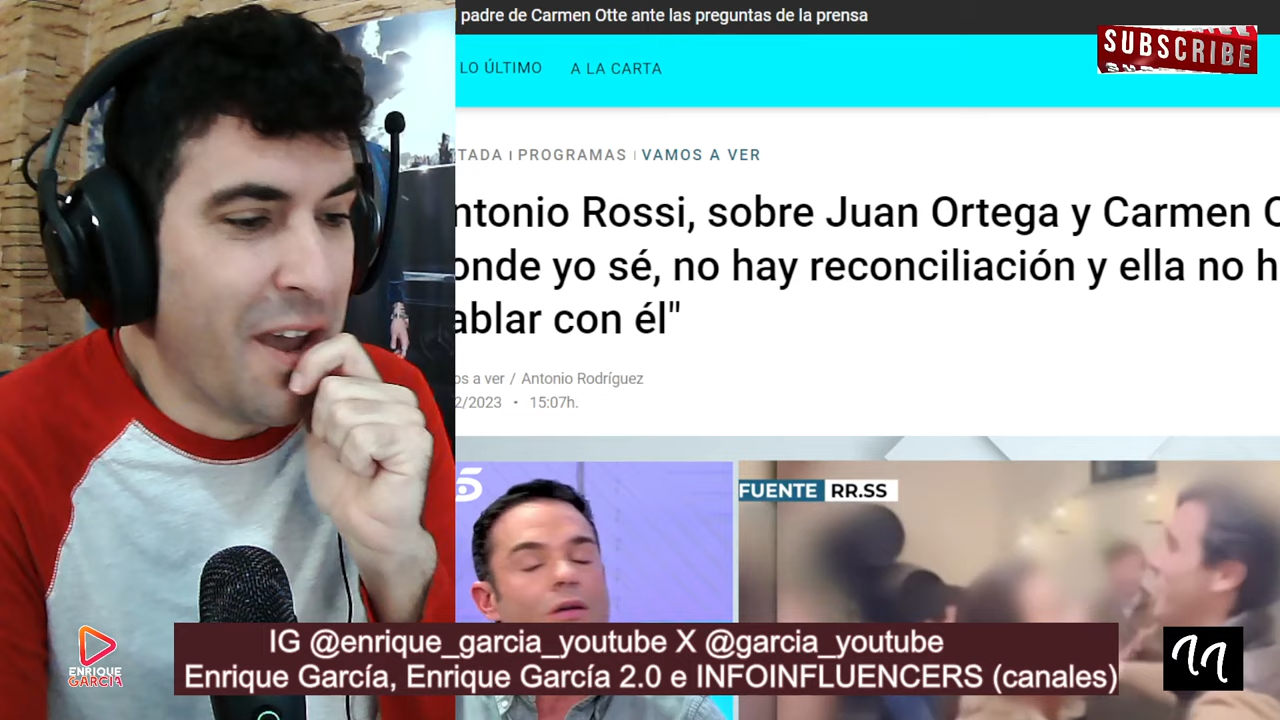 padre de Carmen Otte ante las preguntas de la prensa
SUBSCRIBE
LO ÚLTIMO A LA CARTA
TADA | PROGRAMAS | VAMOS A VER
ntonio Rossi, sobre Juan Ortega y Carmen O
onde yo sé, no hay reconciliación y ella no h
ablar con él"
os a ver / Antonio Rodríguez
2/2023 • 15:07h.
5
FUENTE RR.SS
IG @enrique_garcia_youtube X @garcia_youtube
Enrique García, Enrique García 2.0 e INFOINFLUENCERS (canales)
ENRIQUE
GARCÍA